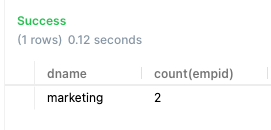 Success
(1 rows) 0.12 seconds
dname count(empid)
marketing 2